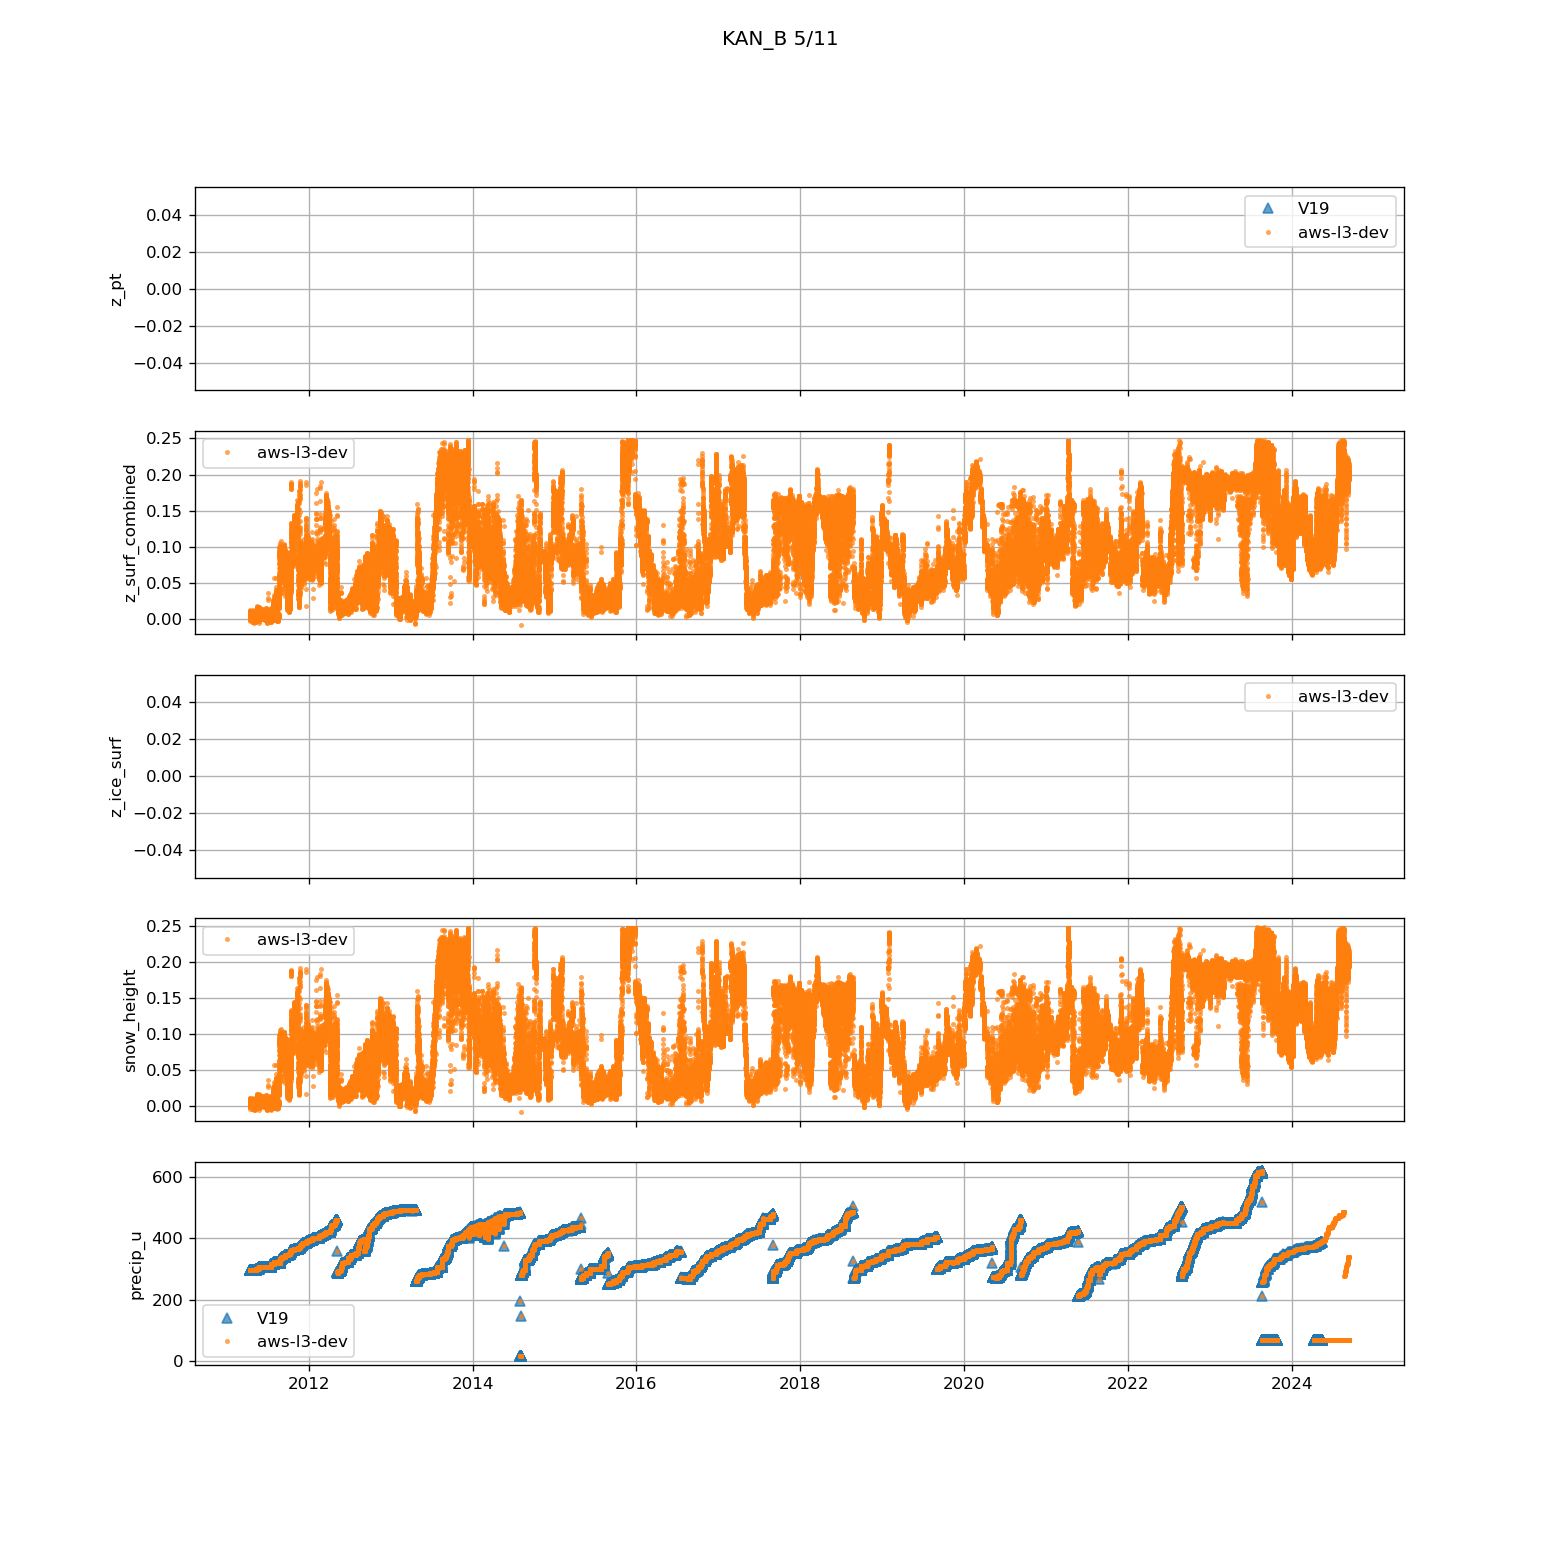 KAN_B 5/11
0.04
0.02
0.00
−0.02
−0.04
z_pt
V19
aws-l3-dev
0.25
0.20
0.15
0.10
0.05
0.00
z_surf_combined
aws-l3-dev
0.04
0.02
0.00
−0.02
−0.04
z_ice_surf
aws-l3-dev
0.25
0.20
0.15
0.10
0.05
0.00
snow_height
aws-l3-dev
600
400
200
0
precip_u
V19
aws-l3-dev
2012 2014 2016 2018 2020 2022 2024